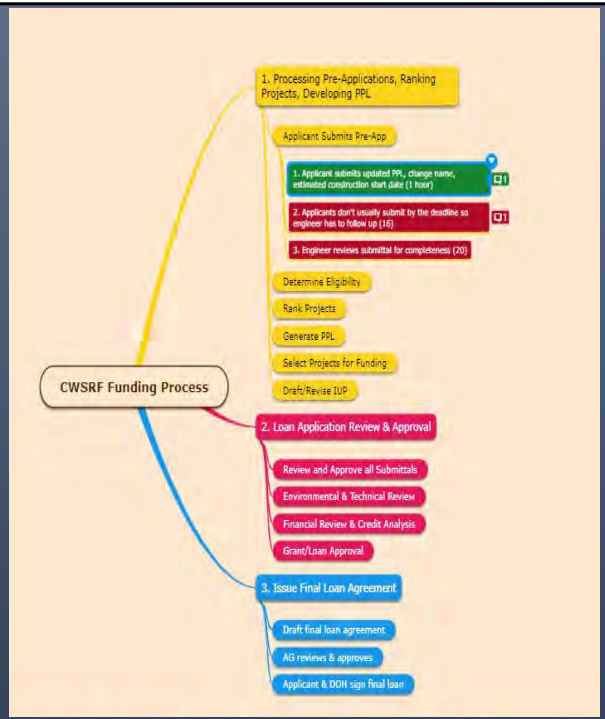 1. Processing Pre-Applications, Ranking
Projects, Developing PPL
Applicant Submits Pre-App
1. Applicant submits updated PPL, change name,
estimated construction start date (1 hour)
1
2. Applicants don't usually submit by the deadline so
engineer has to follow up (16)
1
3. Engineer reviews submittal for completeness (20)
Determine Eligibility
Rank Projects
Generate PPL
Select Projects for Funding
Draft/Revise IUP
CWSRF Funding Process
2. Loan Application Review & Approval
Review and Approve all Submittals
Environmental & Technical Review
Financial Review & Credit Analysis
Grant/Loan Approval
3. Issue Final Loan Agreement
Draft final loan agreement
AG reviews & approves
Applicant & DOH sign final loan